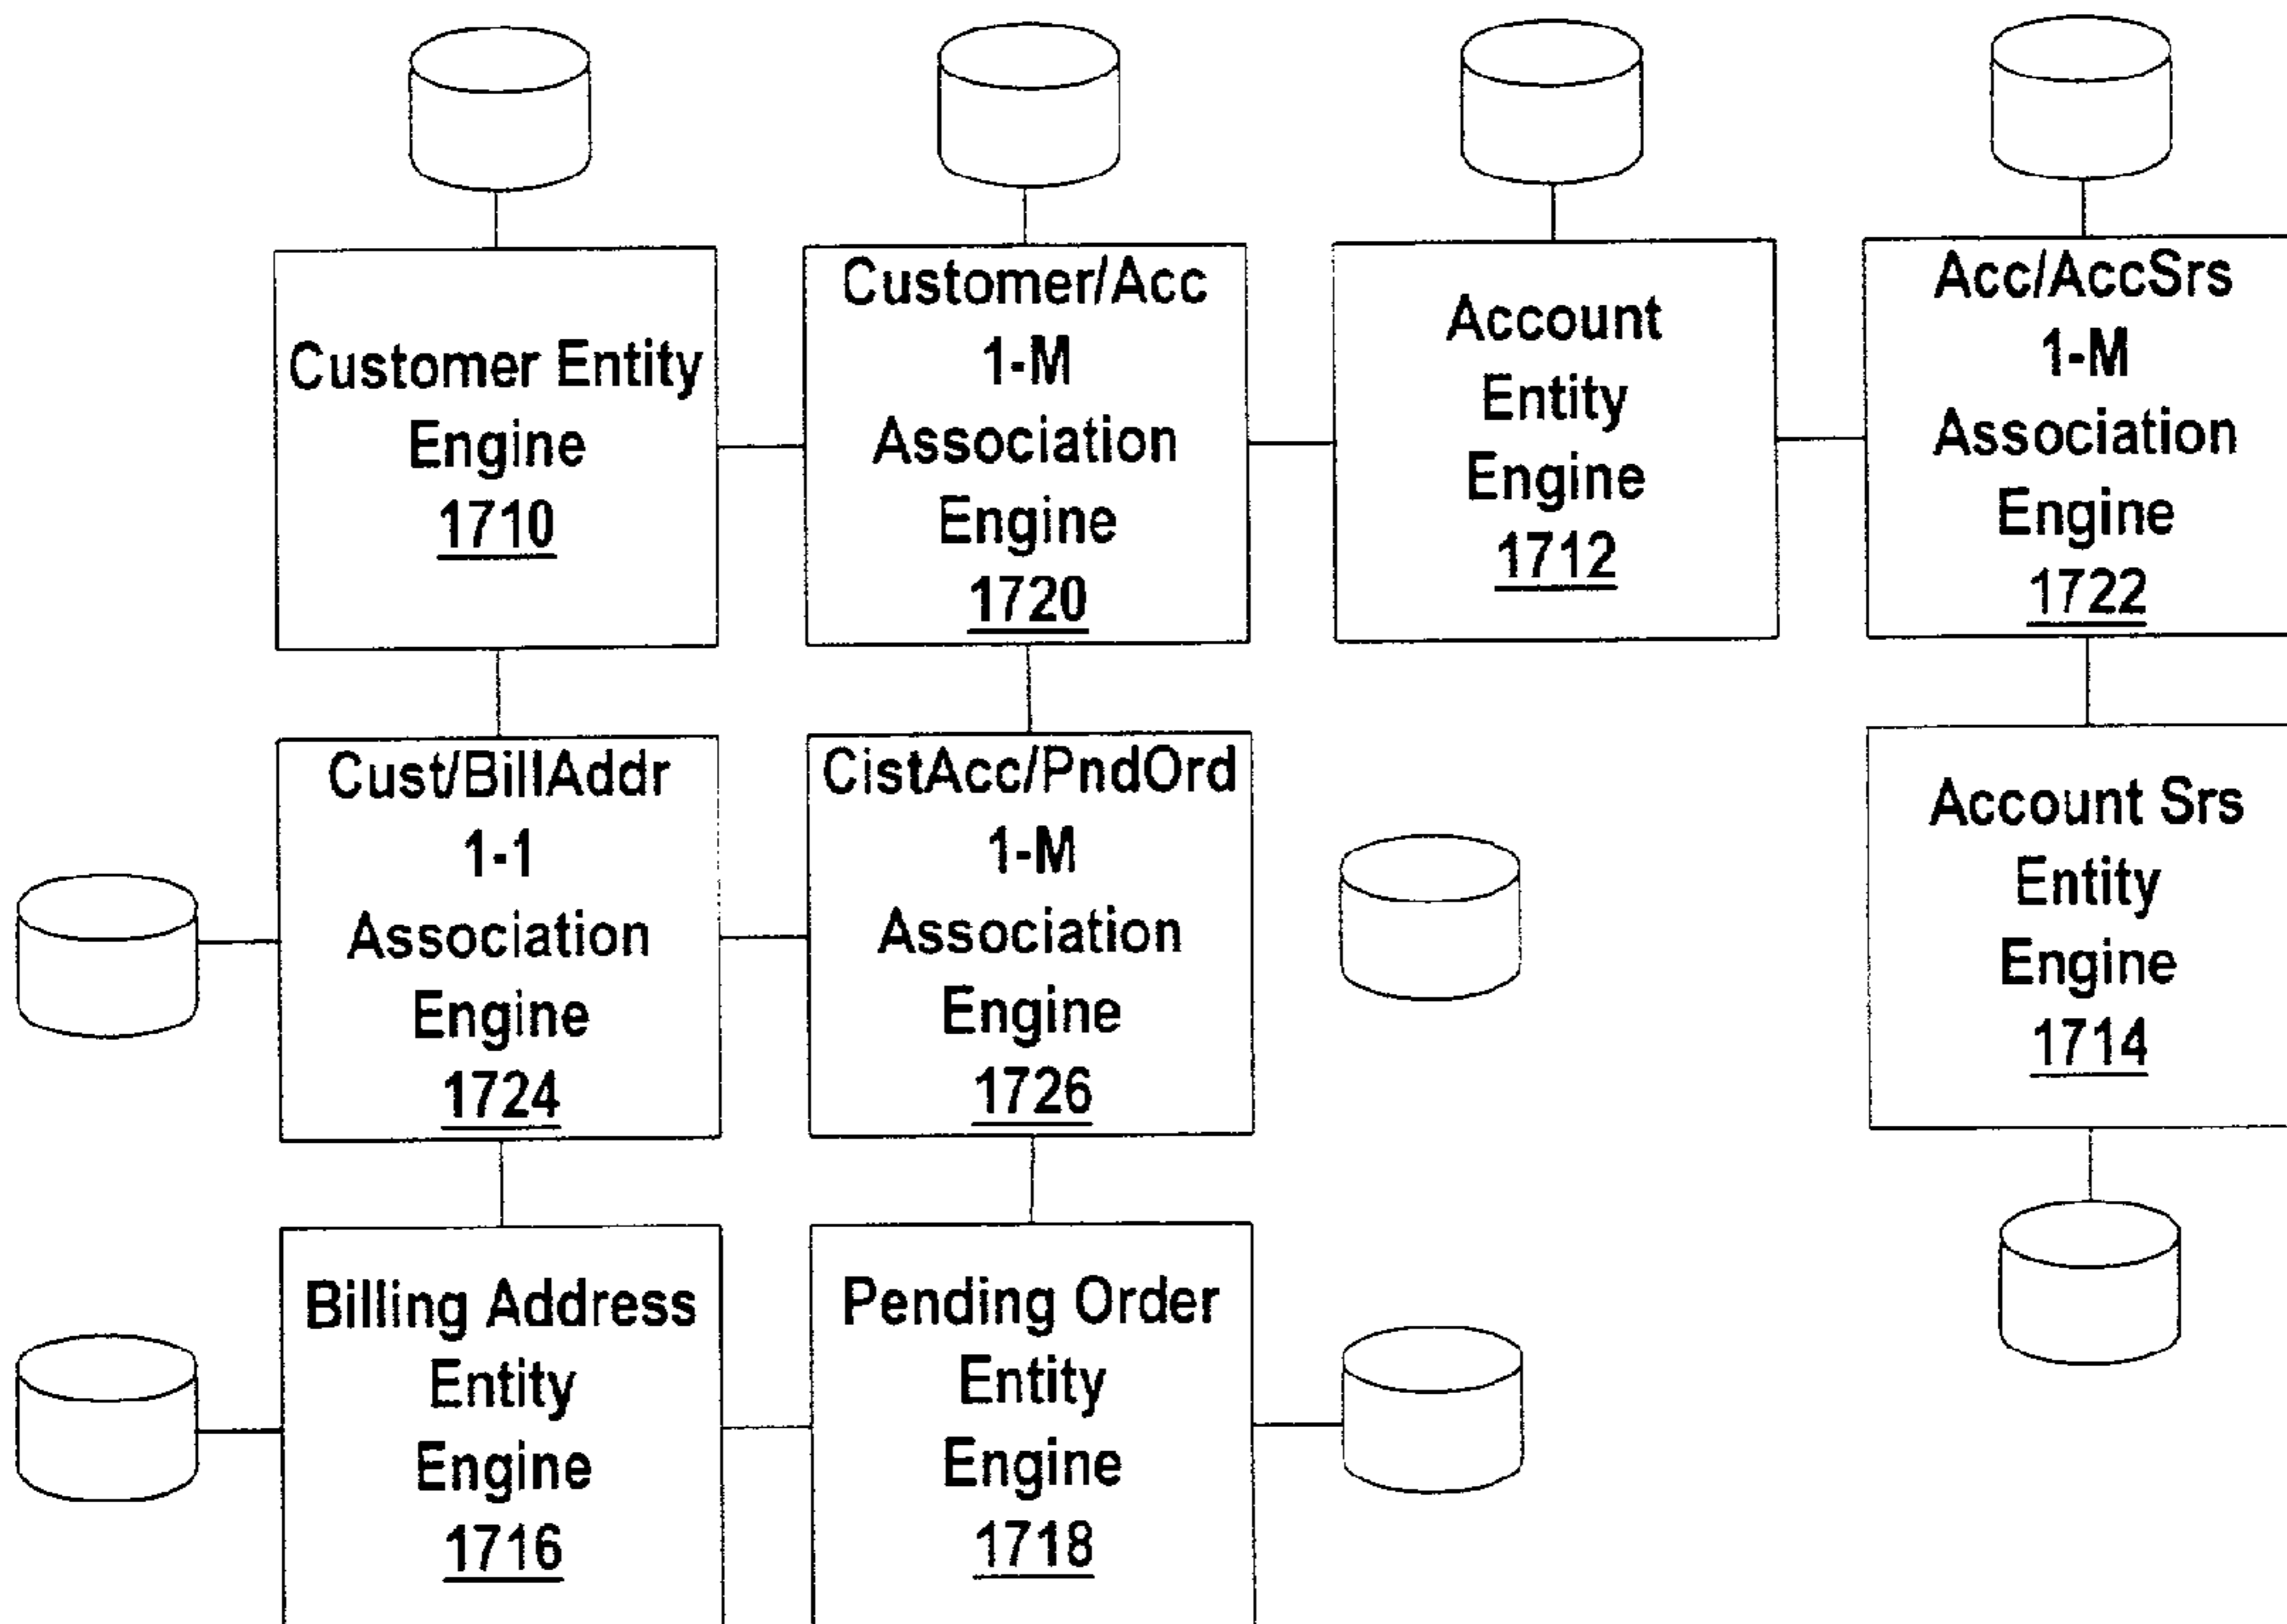 Customer Entity
Engine
1710
Customer/Acc
1-M
Association
Engine
1720
Account
Entity
Engine
1712
Acc/AccSrs
1-M
Association
Engine
1722
Cust/BillAddr
1-1
Association
Engine
1724
CistAcc/PndOrd
1-M
Association
Engine
1726
Account Srs
Entity
Engine
1714
Billing Address
Entity
Engine
1716
Pending Order
Entity
Engine
1718